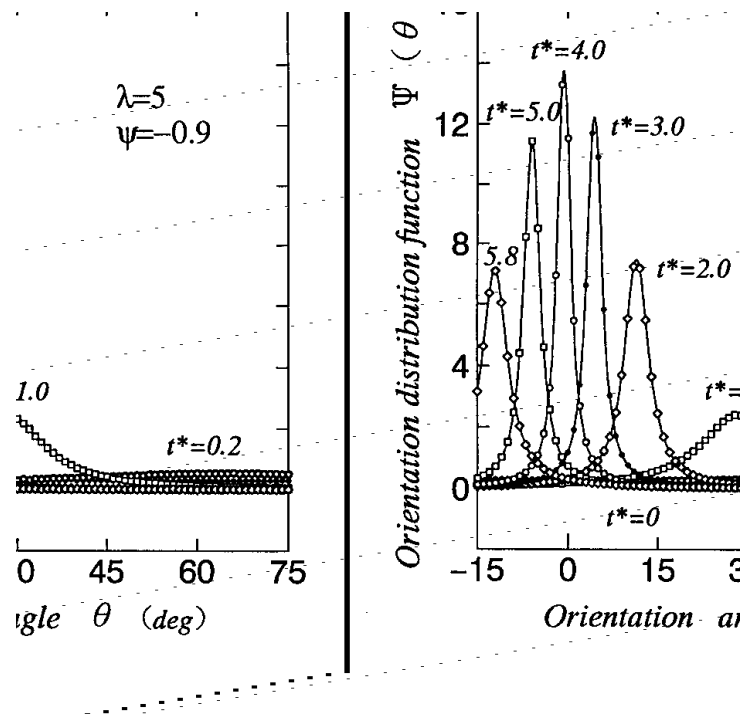 λ=5
ψ=−0.9
1.0
t*=0.2
45
60
75
θ (deg)
Orientation distribution function Ψ (θ
t*=4.0
t*=5.0
t*=3.0
5.8
t*=2.0
t*=
t*=0
12
8
4
0
−15
0
15
Orientation